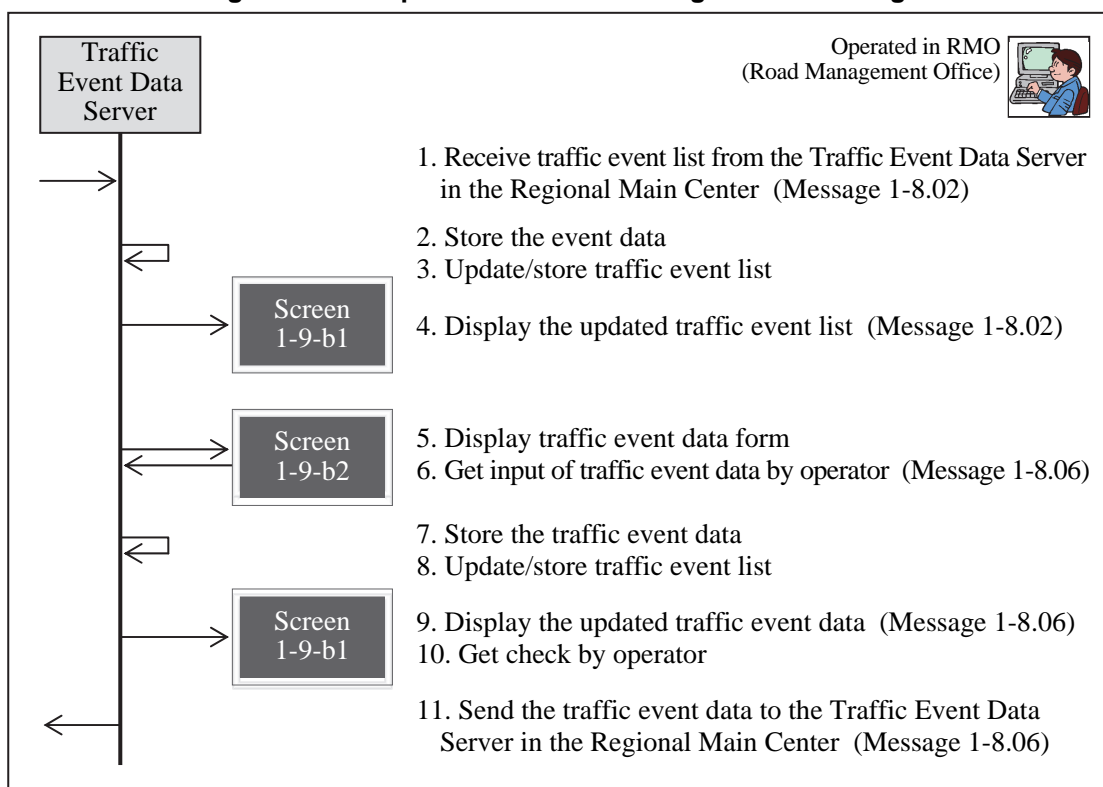 Traffic
Event Data
Server
Operated in RMO
(Road Management Office)
1. Receive traffic event list from the Traffic Event Data Server
in the Regional Main Center (Message 1-8.02)
2. Store the event data
3. Update/store traffic event list
Screen
1-9-b1
4. Display the updated traffic event list (Message 1-8.02)
Screen
1-9-b2
5. Display traffic event data form
6. Get input of traffic event data by operator (Message 1-8.06)
7. Store the traffic event data
8. Update/store traffic event list
Screen
1-9-b1
9. Display the updated traffic event data (Message 1-8.06)
10. Get check by operator
11. Send the traffic event data to the Traffic Event Data
Server in the Regional Main Center (Message 1-8.06)